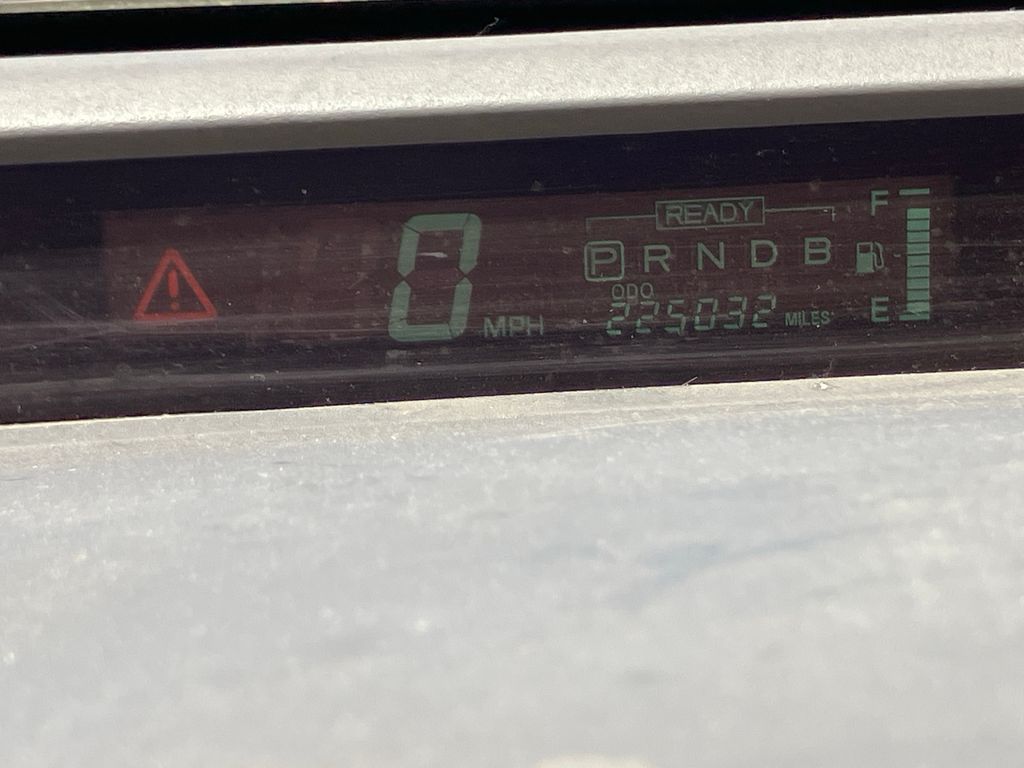 READY
F
0 MPH
P R N D B
ODO
225032 MILES
E